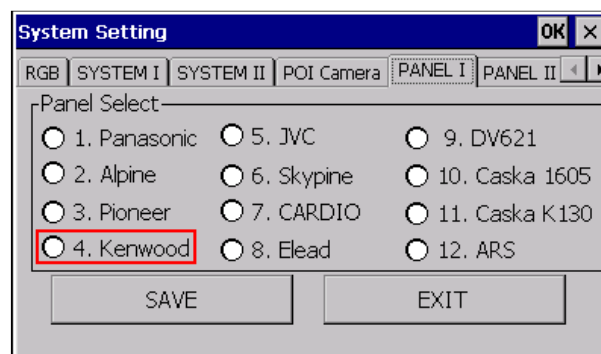 System Setting OK ×
RGB SYSTEM I SYSTEM II POI Camera PANEL I PANEL II
Panel Select
1. Panasonic 5. JVC 9. DV621
2. Alpine 6. Skypine 10. Caska 1605
3. Pioneer 7. CARDIO 11. Caska K130
4. Kenwood 8. Elead 12. ARS
SAVE EXIT